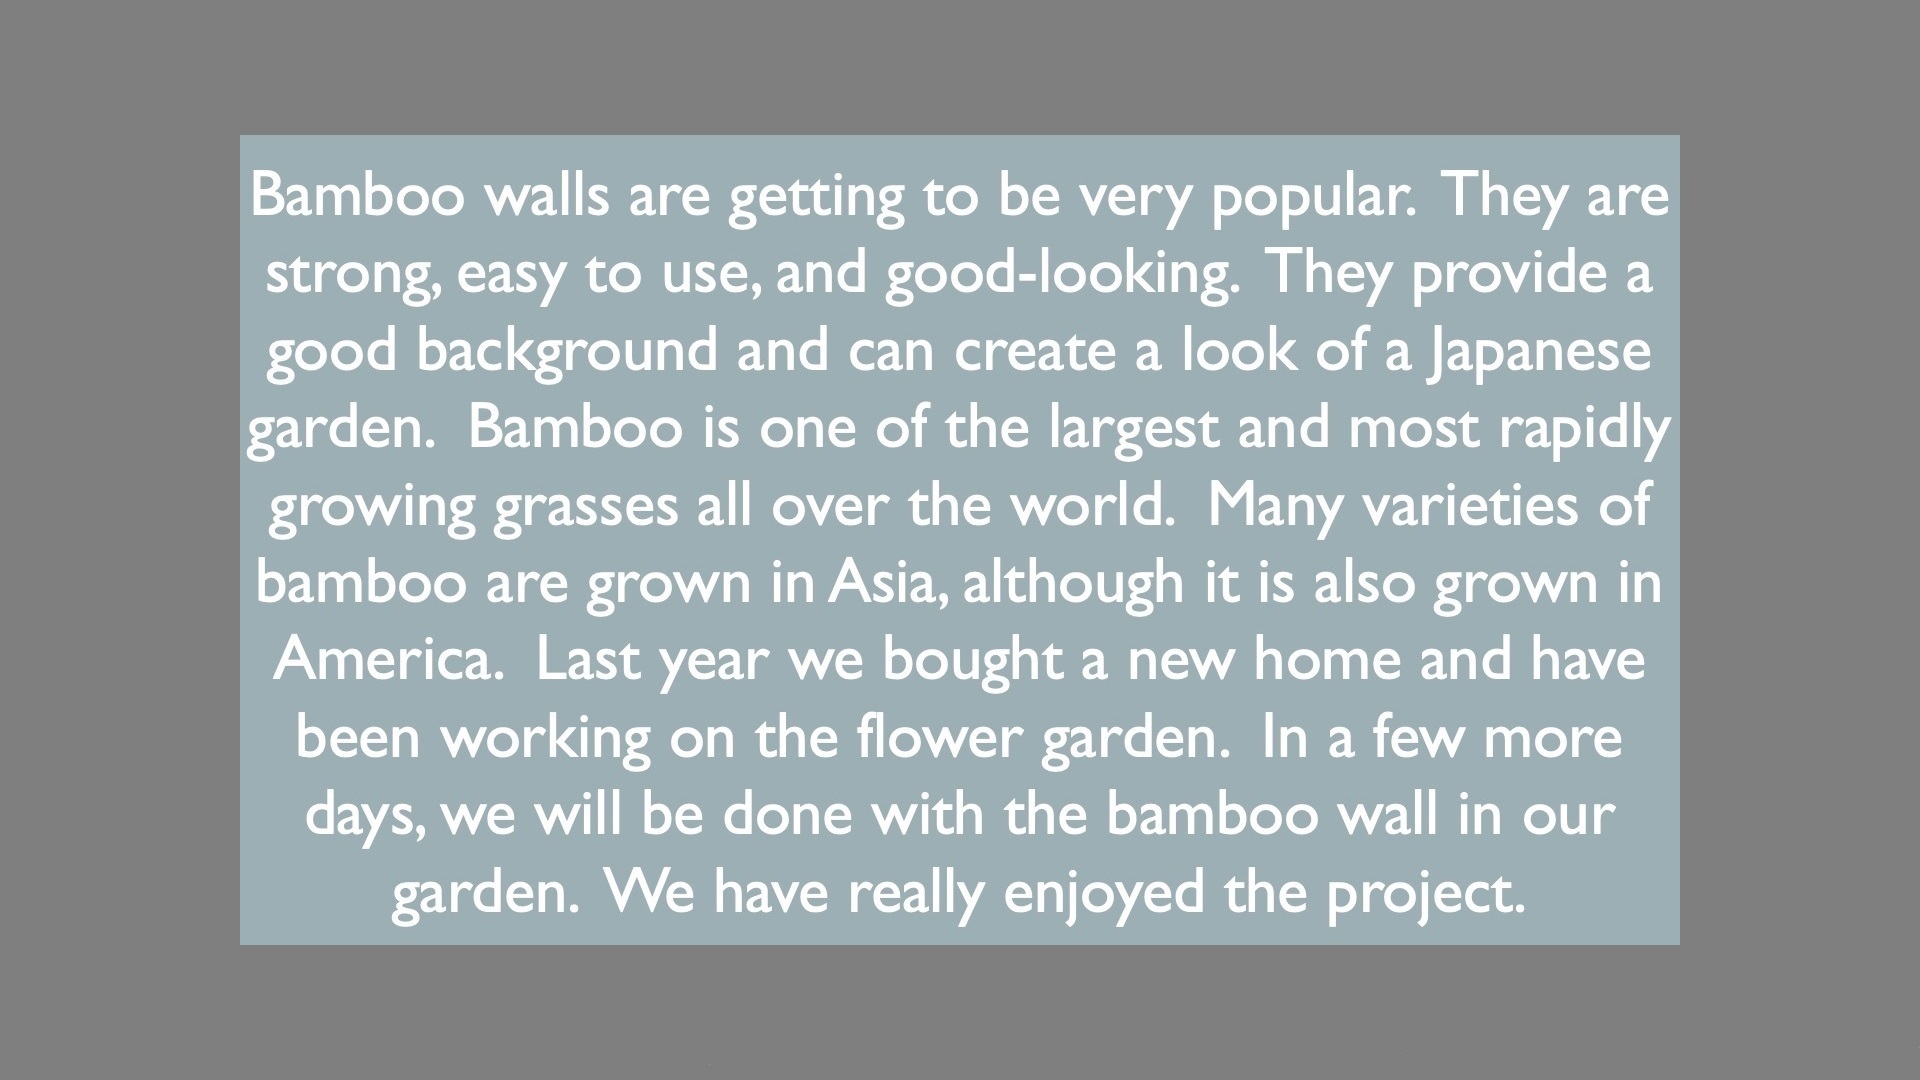 Bamboo walls are getting to be very popular.  They are
strong, easy to use, and good-looking.  They provide a
good background and can create a look of a Japanese
garden.  Bamboo is one of the largest and most rapidly
growing grasses all over the world.  Many varieties of
bamboo are grown in Asia, although it is also grown in
America.  Last year we bought a new home and have
been working on the flower garden.  In a few more
days, we will be done with the bamboo wall in our
garden.  We have really enjoyed the project.